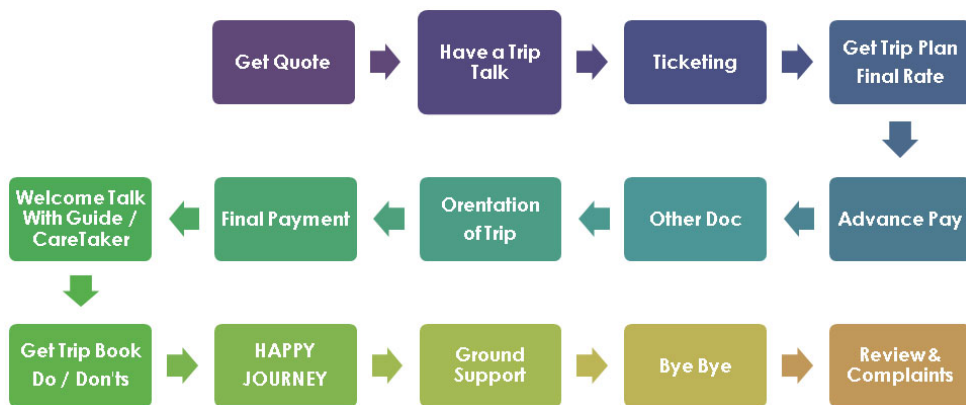 Get Quote
Have a Trip
Talk
Ticketing
Get Trip Plan
Final Rate
Advance Pay
Other Doc
Orentation
of Trip
Final Payment
Welcome Talk
With Guide /
CareTaker
Get Trip Book
Do / Don'ts
HAPPY
JOURNEY
Ground
Support
Bye Bye
Review &
Complaints